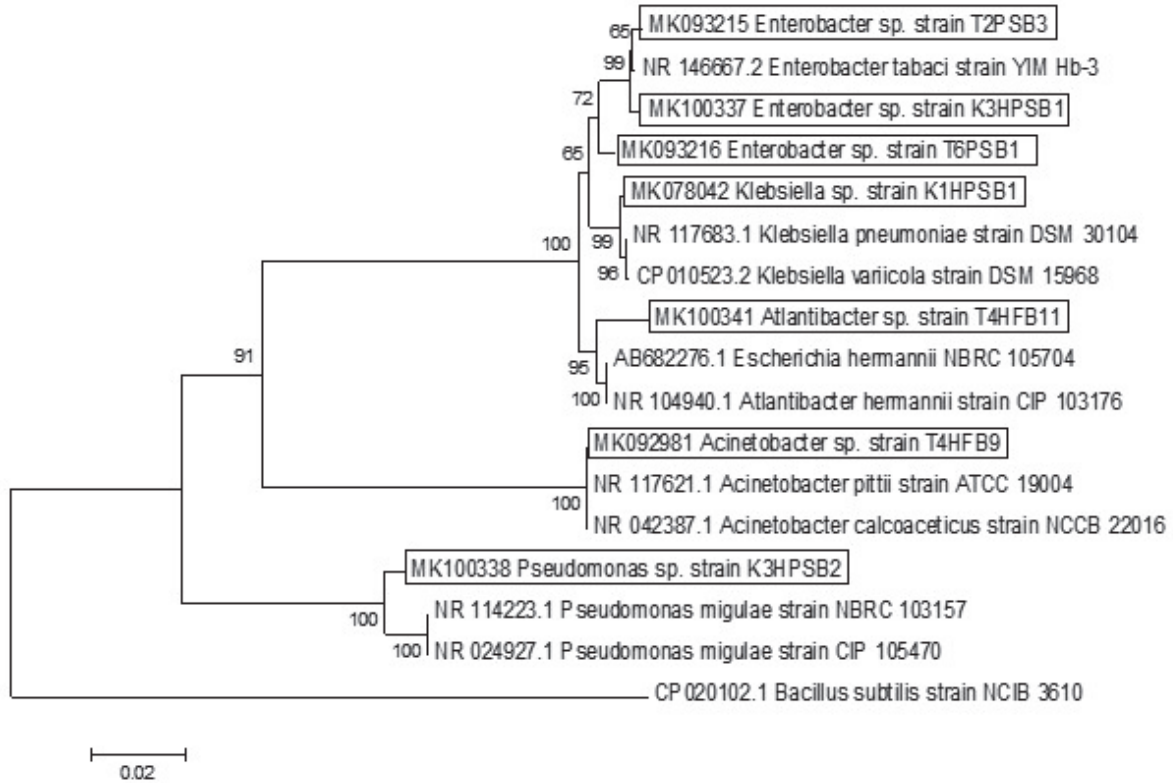 65
MK093215 Enterobacter sp. strain T2PSB3
99
NR 146667.2 Enterobacter tabaci strain YIM Hb-3
72
MK100337 Enterobacter sp. strain K3HPSB1
65
MK093216 Enterobacter sp. strain T6PSB1
MK078042 Klebsiella sp. strain K1HPSB1
100
99
NR 117683.1 Klebsiella pneumoniae strain DSM 30104
96
CP010523.2 Klebsiella variicola strain DSM 15968
MK100341 Atlantibacter sp. strain T4HFB11
91
95
AB682276.1 Escherichia hermannii NBRC 105704
100
NR 104940.1 Atlantibacter hermannii strain CIP 103176
MK092981 Acinetobacter sp. strain T4HFB9
100
NR 117621.1 Acinetobacter pittii strain ATCC 19004
NR 042387.1 Acinetobacter calcoaceticus strain NCCB 22016
MK100338 Pseudomonas sp. strain K3HPSB2
100
NR 114223.1 Pseudomonas migulae strain NBRC 103157
100
NR 024927.1 Pseudomonas migulae strain CIP 105470
CP020102.1 Bacillus subtilis strain NCIB 3610
0.02